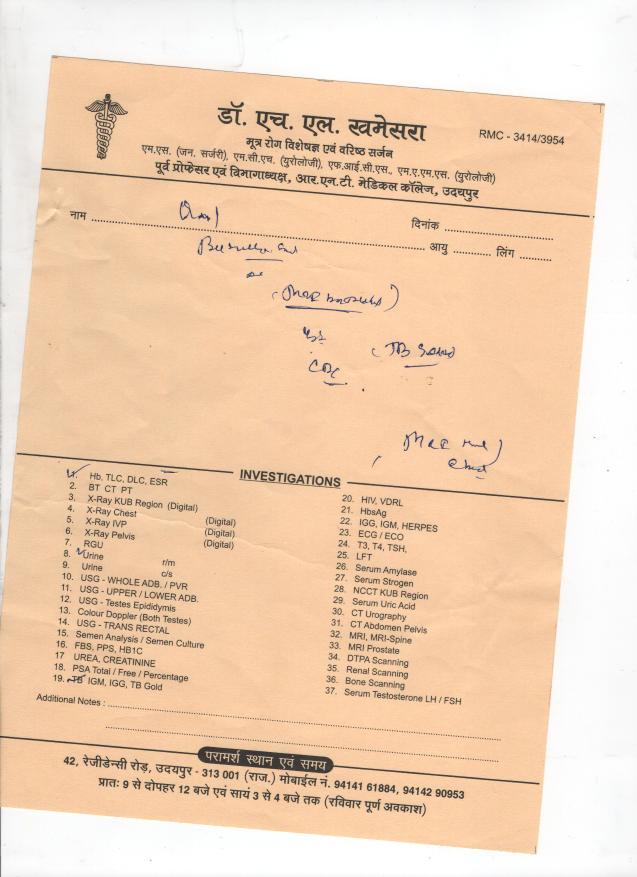 डॉ. एच. एल. खमेसरा
RMC - 3414/3954
मूत्र रोग विशेषज्ञ एवं वरिष्ठ सर्जन
एम.एस. (जन. सर्जरी), एम.सी.एच. (युरोलोजी), एफ.आई.सी.एस., एम.ए.एम.एस. (युरोलोजी)
पूर्व प्रोफेसर एवं विभागाध्यक्ष, आर.एन.टी. मेडिकल कॉलेज, उदयपुर
नाम
दिनांक
आयु लिंग
CBC
INVESTIGATIONS
1. Hb, TLC, DLC, ESR
2. BT CT PT
3. X-Ray KUB Region (Digital)
4. X-Ray Chest
5. X-Ray IVP (Digital)
6. X-Ray Pelvis (Digital)
7. RGU (Digital)
8. Urine r/m
9. Urine c/s
10. USG - WHOLE ADB. / PVR
11. USG - UPPER / LOWER ADB.
12. USG - Testes Epididymis
13. Colour Doppler (Both Testes)
14. USG - TRANS RECTAL
15. Semen Analysis / Semen Culture
16. FBS, PPS, HB1C
17 UREA, CREATININE
18. PSA Total / Free / Percentage
19. TB IGM, IGG, TB Gold
20. HIV, VDRL
21. HbsAg
22. IGG, IGM, HERPES
23. ECG / ECO
24. T3, T4, TSH,
25. LFT
26. Serum Amylase
27. Serum Strogen
28. NCCT KUB Region
29. Serum Uric Acid
30. CT Urography
31. CT Abdomen Pelvis
32. MRI, MRI-Spine
33. MRI Prostate
34. DTPA Scanning
35. Renal Scanning
36. Bone Scanning
37. Serum Testosterone LH / FSH
Additional Notes :
परामर्श स्थान एवं समय
42, रेजीडेन्सी रोड़, उदयपुर - 313 001 (राज.) मोबाईल नं. 94141 61884, 94142 90953
प्रातः 9 से दोपहर 12 बजे एवं सायं 3 से 4 बजे तक (रविवार पूर्ण अवकाश)